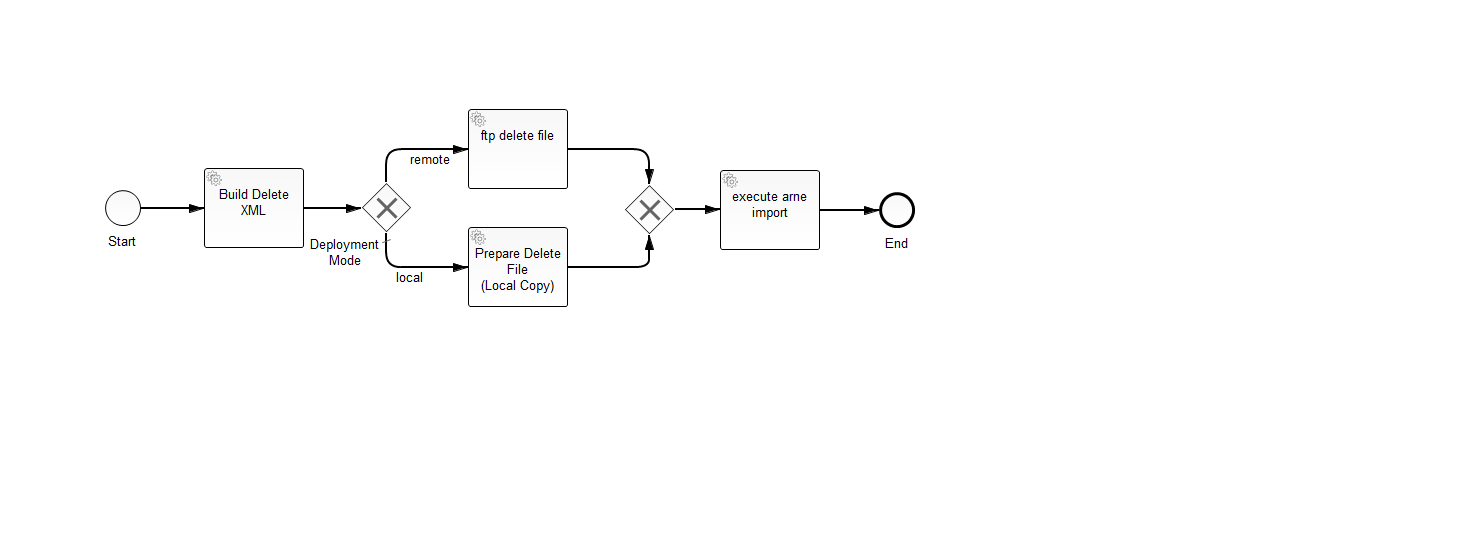 Start
Build Delete
XML
Deployment
Mode
remote
local
ftp delete file
Prepare Delete
File
(Local Copy)
execute arne
import
End